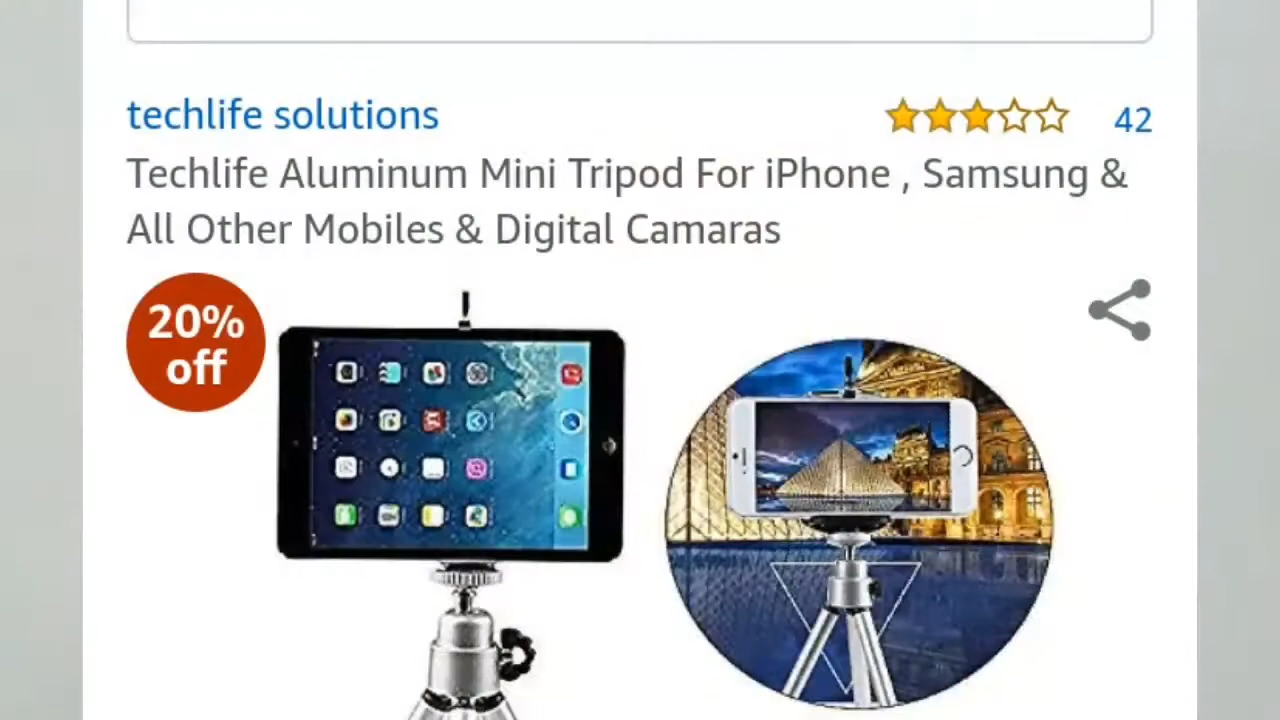 techlife solutions 42
Techlife Aluminum Mini Tripod For iPhone , Samsung &
All Other Mobiles & Digital Camaras
20%
off